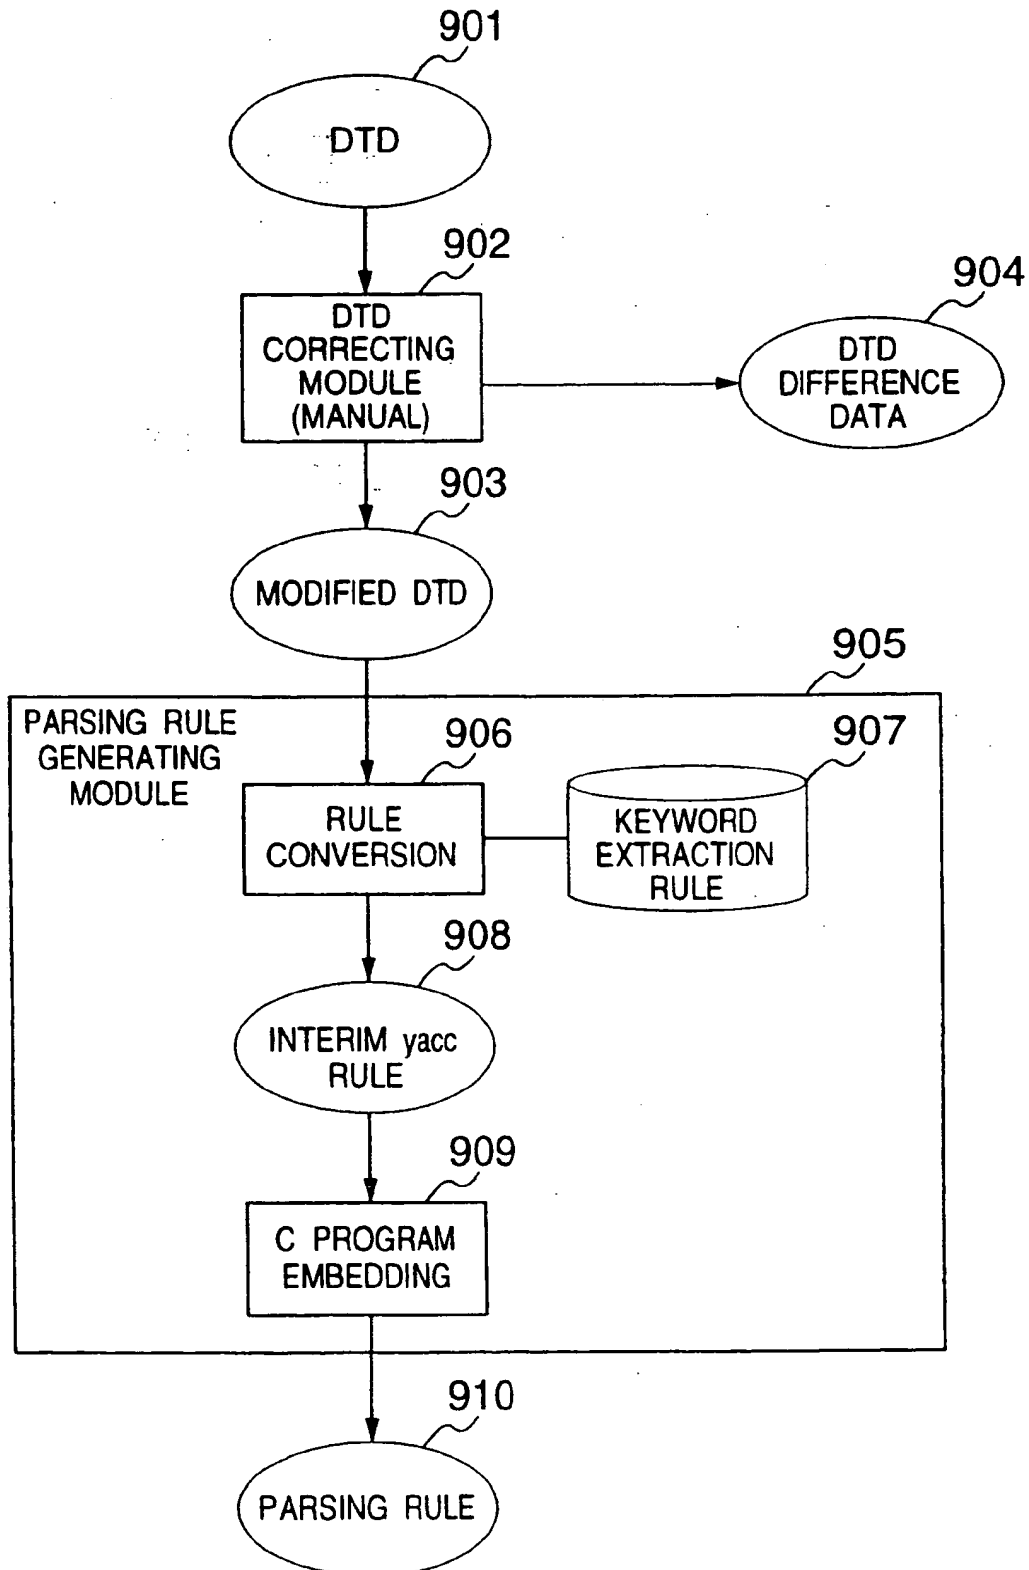 901
DTD
902
DTD
CORRECTING
MODULE
(MANUAL)
904
DTD
DIFFERENCE
DATA
903
MODIFIED DTD
905
PARSING RULE
GENERATING
MODULE
906
RULE
CONVERSION
907
KEYWORD
EXTRACTION
RULE
908
INTERIM yacc
RULE
909
C PROGRAM
EMBEDDING
910
PARSING RULE